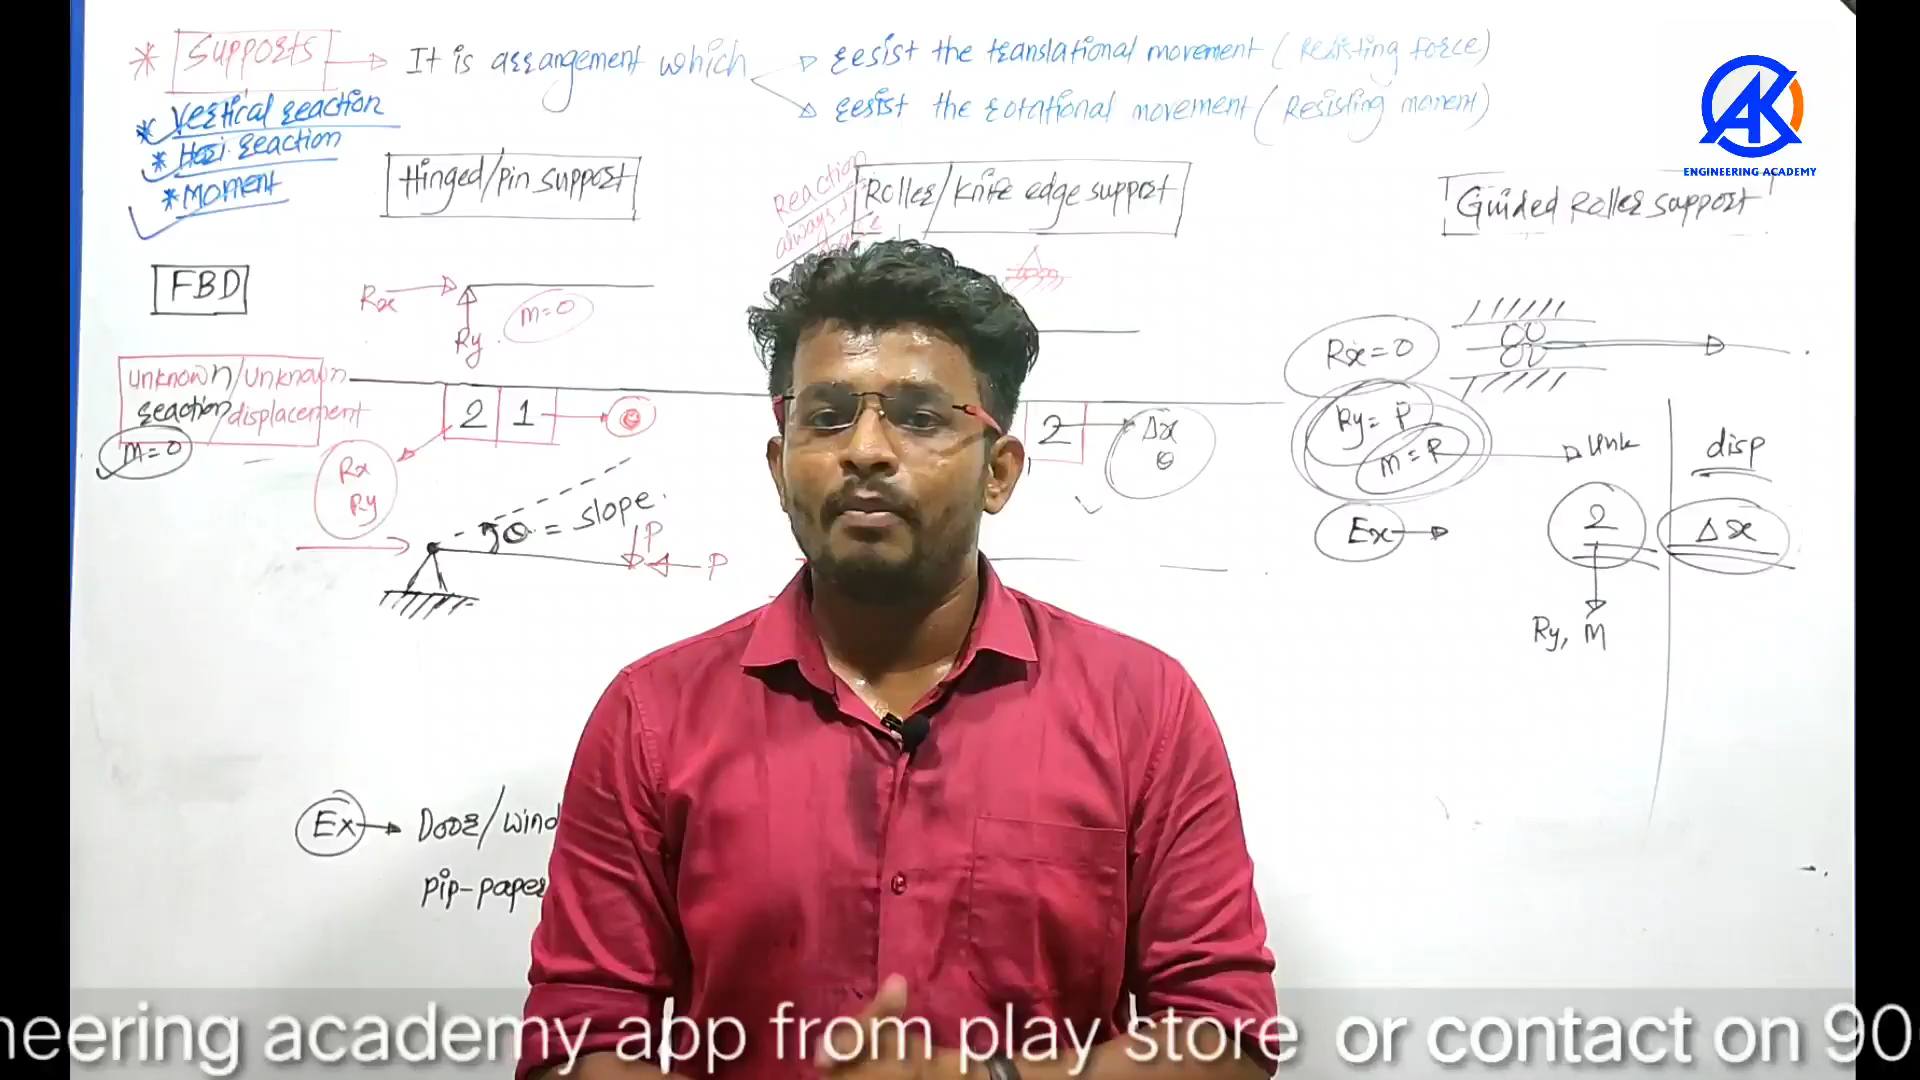 * Supports → It is arrangement which
→ resist the translational movement (Resisting force)
→ resist the rotational movement (Resisting moment)
* Vertical reaction
* Hori. reaction
* Moment
AK
ENGINEERING ACADEMY
Hinged/pin support
Reaction
always
Roller/Knife edge support
Guided Roller support
FBD
Rx
Ry
m=0
Rx=0
Ry= P
M = R
unknown/unknown
reaction/displacement
m=0
2 1 → θ
Rx
Ry
2 → Δx
θ
→ Unk
disp
Ex →
2
Δx
Ry, M
θ = slope.
P
P
Ex → Door/wind
pip-paper
neering academy app from play store or contact on 90